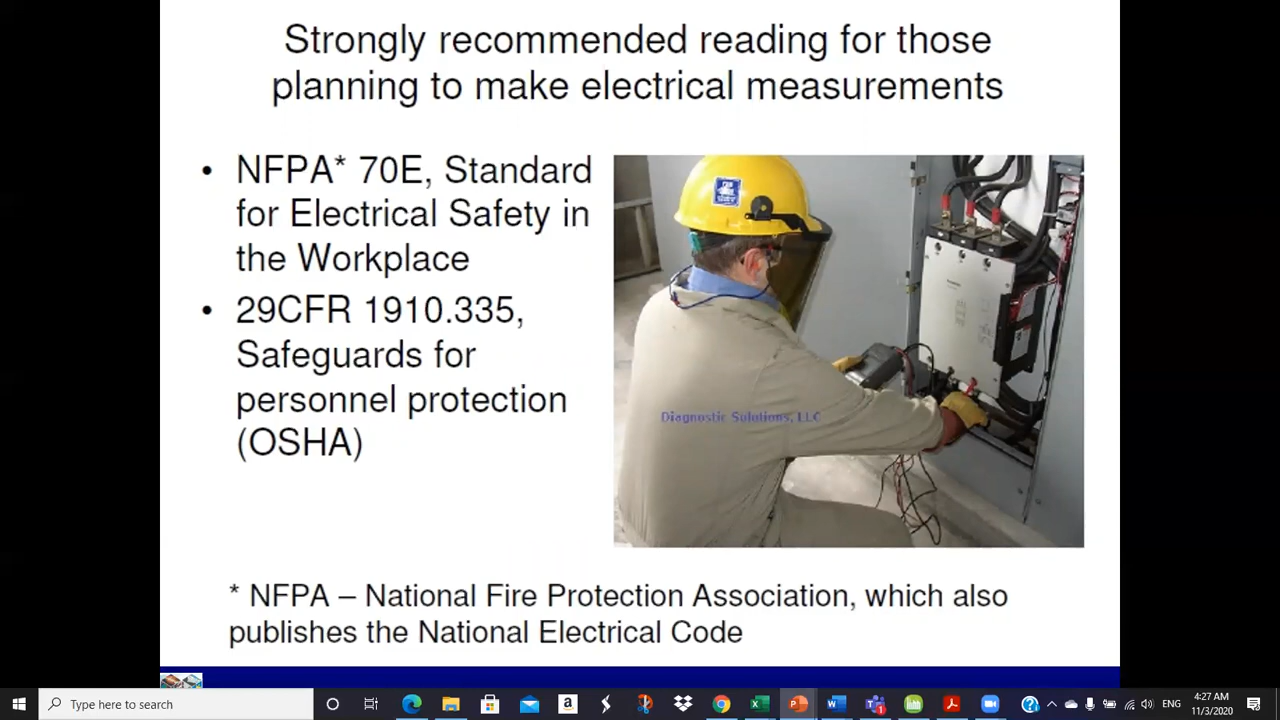 Strongly recommended reading for those
planning to make electrical measurements
• NFPA* 70E, Standard
for Electrical Safety in
the Workplace
• 29CFR 1910.335,
Safeguards for
personnel protection
(OSHA)
Diagnostic Solutions, LLC
* NFPA – National Fire Protection Association, which also
publishes the National Electrical Code
Type here to search
ENG
4:27 AM
11/3/2020